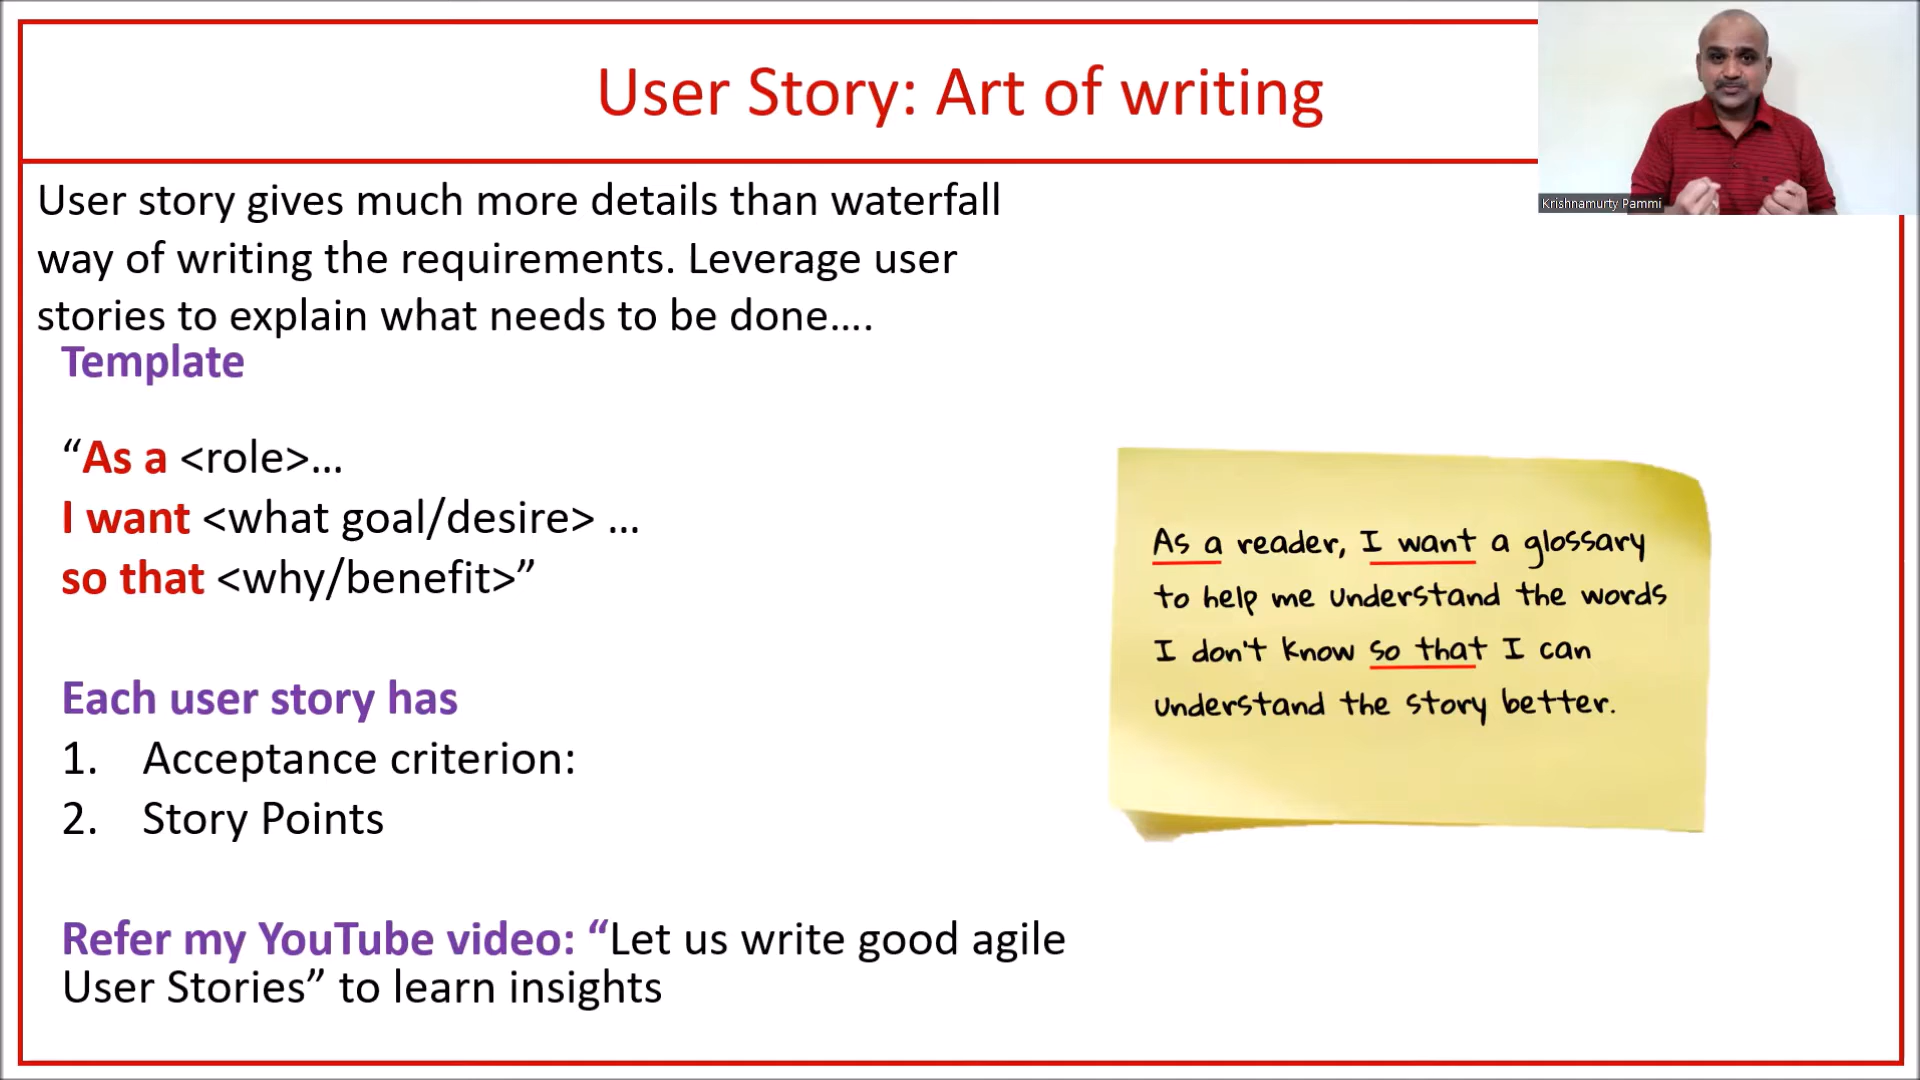 User Story: Art of writing
Krishnamurty Pammi
User story gives much more details than waterfall
way of writing the requirements. Leverage user
stories to explain what needs to be done....
Template
“As a <role>...
I want <what goal/desire> ...
so that <why/benefit>”
Each user story has
1. Acceptance criterion:
2. Story Points
Refer my YouTube video: “Let us write good agile
User Stories” to learn insights
As a reader, I want a glossary
to help me understand the words
I don't know so that I can
understand the story better.